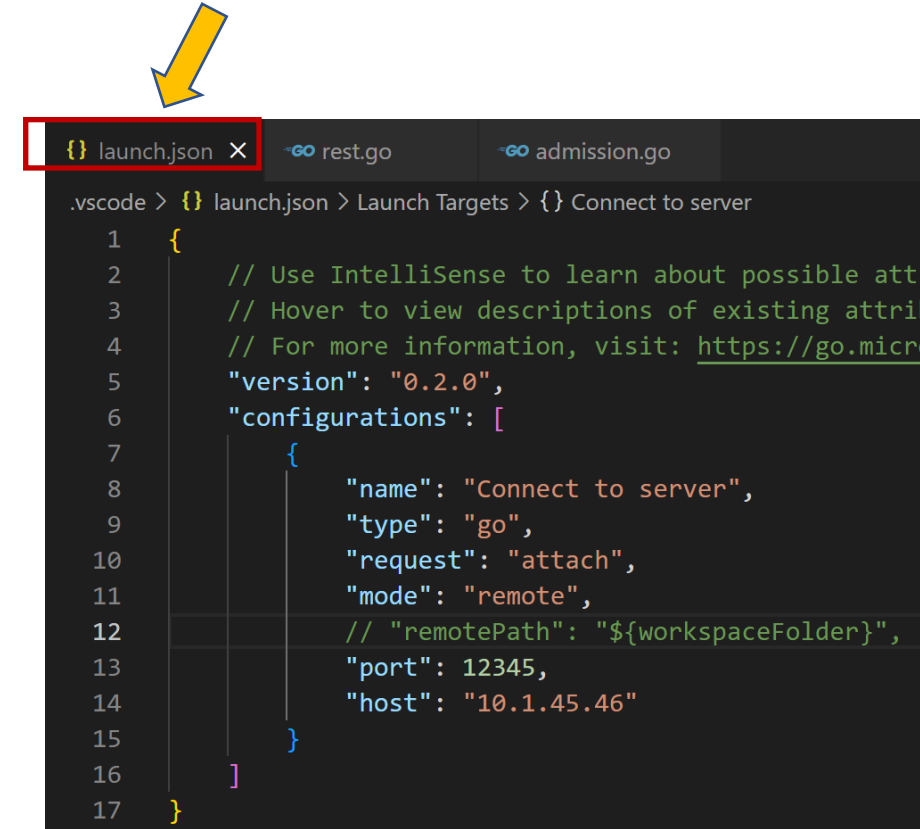 {} launch.json × GO rest.go GO admission.go
.vscode > {} launch.json > Launch Targets > {} Connect to server
1 {
2 // Use IntelliSense to learn about possible att
3 // Hover to view descriptions of existing attri
4 // For more information, visit: https://go.micr
5 "version": "0.2.0",
6 "configurations": [
7 {
8 "name": "Connect to server",
9 "type": "go",
10 "request": "attach",
11 "mode": "remote",
12 // "remotePath": "${workspaceFolder}",
13 "port": 12345,
14 "host": "10.1.45.46"
15 }
16 ]
17 }